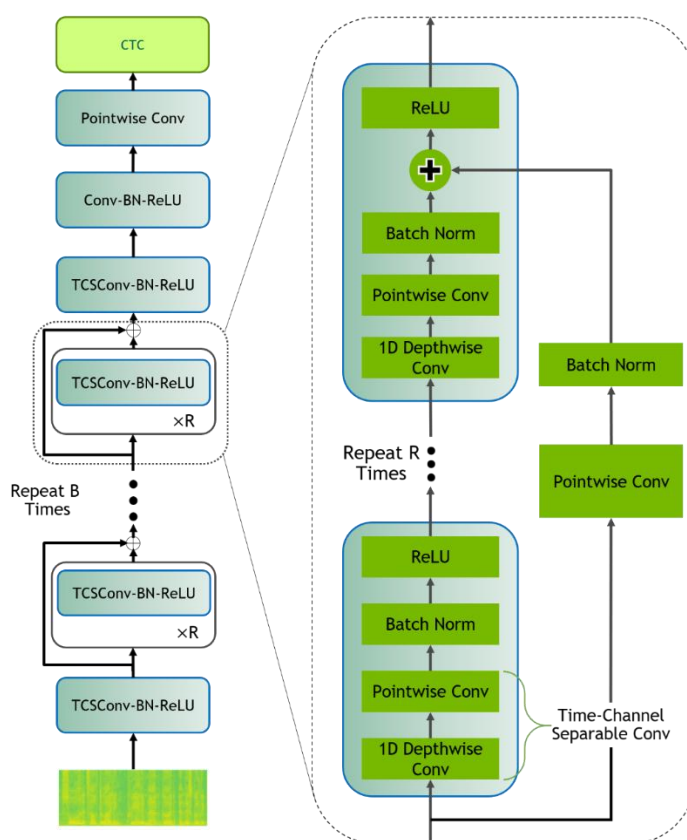 CTC
Pointwise Conv
Conv-BN-ReLU
TCSConv-BN-ReLU
TCSConv-BN-ReLU
×R
Repeat B
Times
TCSConv-BN-ReLU
×R
TCSConv-BN-ReLU
ReLU
Batch Norm
Pointwise Conv
1D Depthwise
Conv
Repeat R
Times
ReLU
Batch Norm
Pointwise Conv
1D Depthwise
Conv
Batch Norm
Pointwise Conv
Time-Channel
Separable Conv